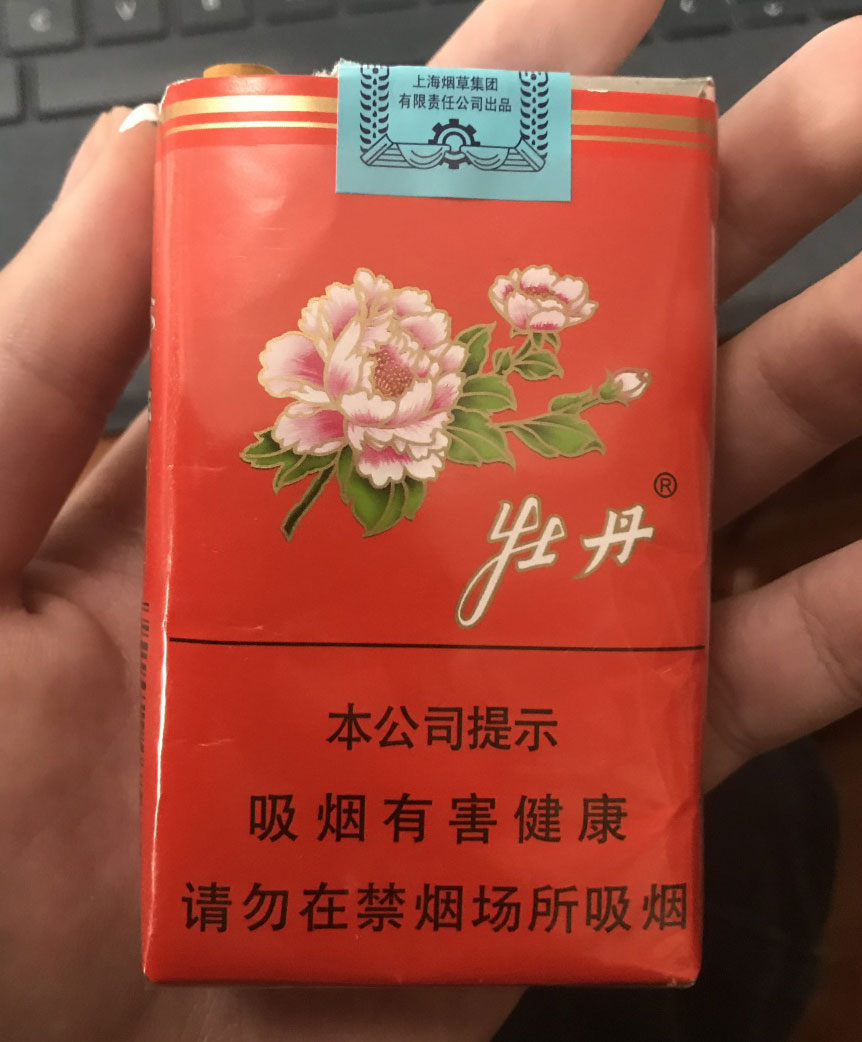 上海烟草集团
有限责任公司出品
牡丹®
本公司提示
吸烟有害健康
请勿在禁烟场所吸烟